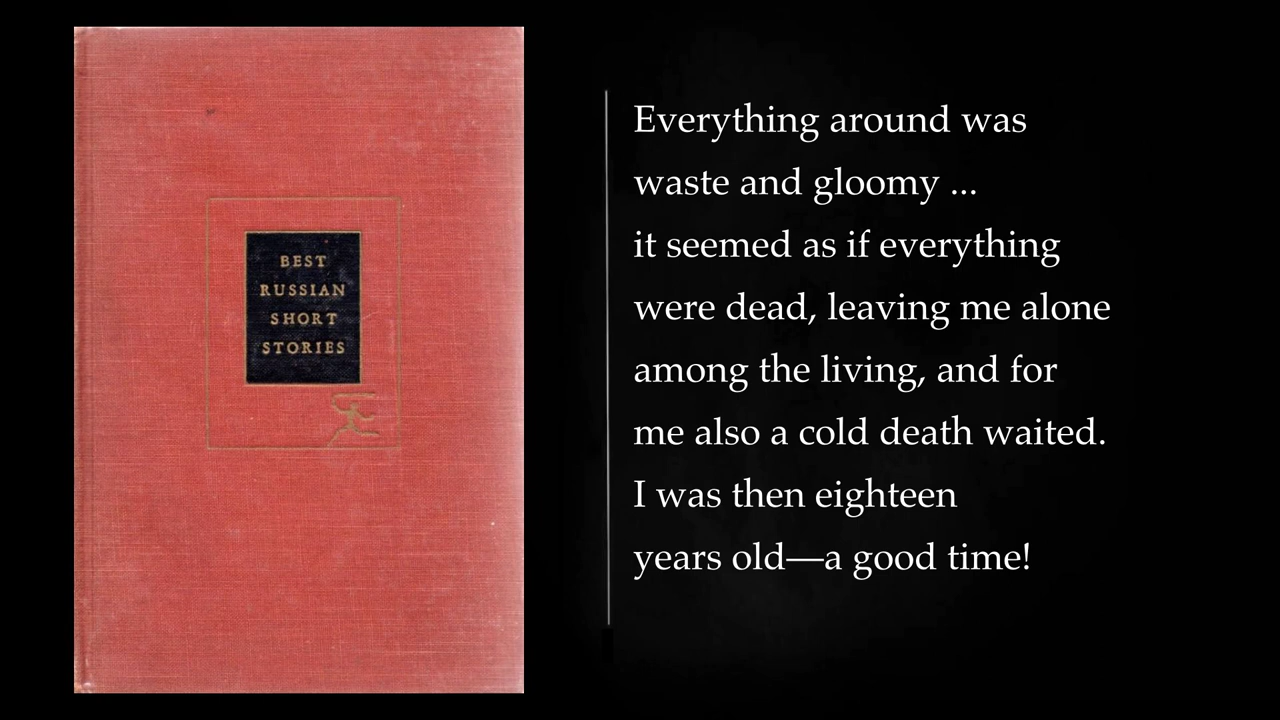 BEST
RUSSIAN
SHORT
STORIES
Everything around was
waste and gloomy ...
it seemed as if everything
were dead, leaving me alone
among the living, and for
me also a cold death waited.
I was then eighteen
years old—a good time!